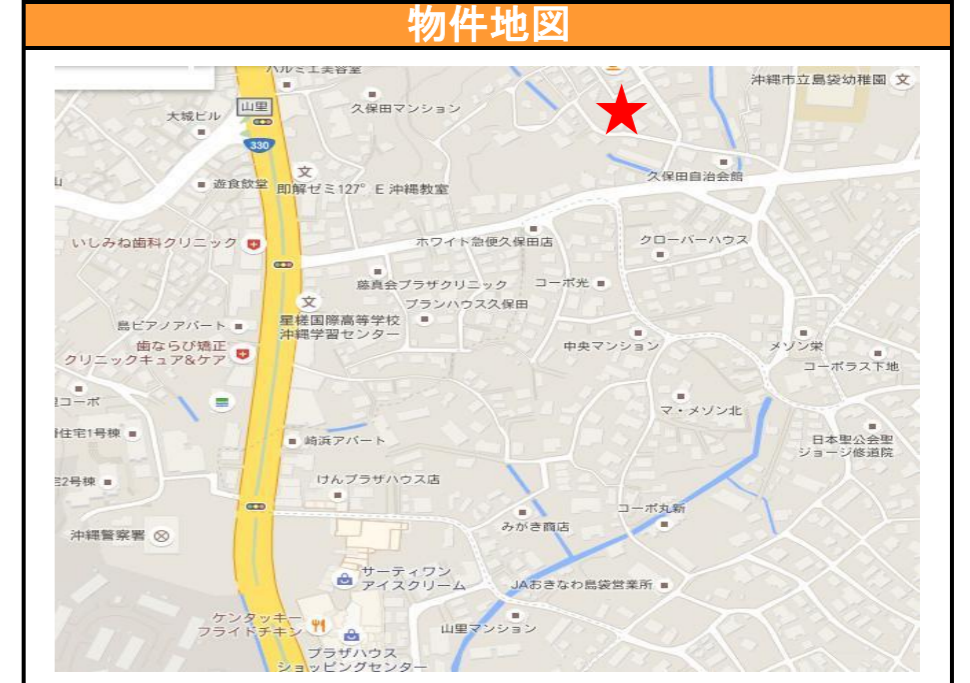 物件地図
ハルミ工美容室
沖縄市立島袋幼稚園
文
山里
久保田マンション
大城ビル
330
文
久保田自治会館
遊食飲堂
即解ゼミ127°E 沖縄教室
山
いしみね歯科クリニック
ホワイト急便久保田店
クローバーハウス
藤真会プラザクリニック
コーポ光
文
プランハウス久保田
星槎国際高等学校
沖縄学習センター
島ピアノアパート
歯ならび矯正
クリニックキュア&ケア
中央マンション
メゾン栄
コーポラス下地
コーポ
マ・メゾン北
住宅1号棟
崎浜アパート
日本聖公会聖
ジョージ修道院
2号棟
けんプラザハウス店
コーポ丸新
みがき商店
沖縄警察署
サーティワン
アイスクリーム
JAおきなわ島袋営業所
ケンタッキー
フライドチキン
山里マンション
プラザハウス
ショッピングセンター